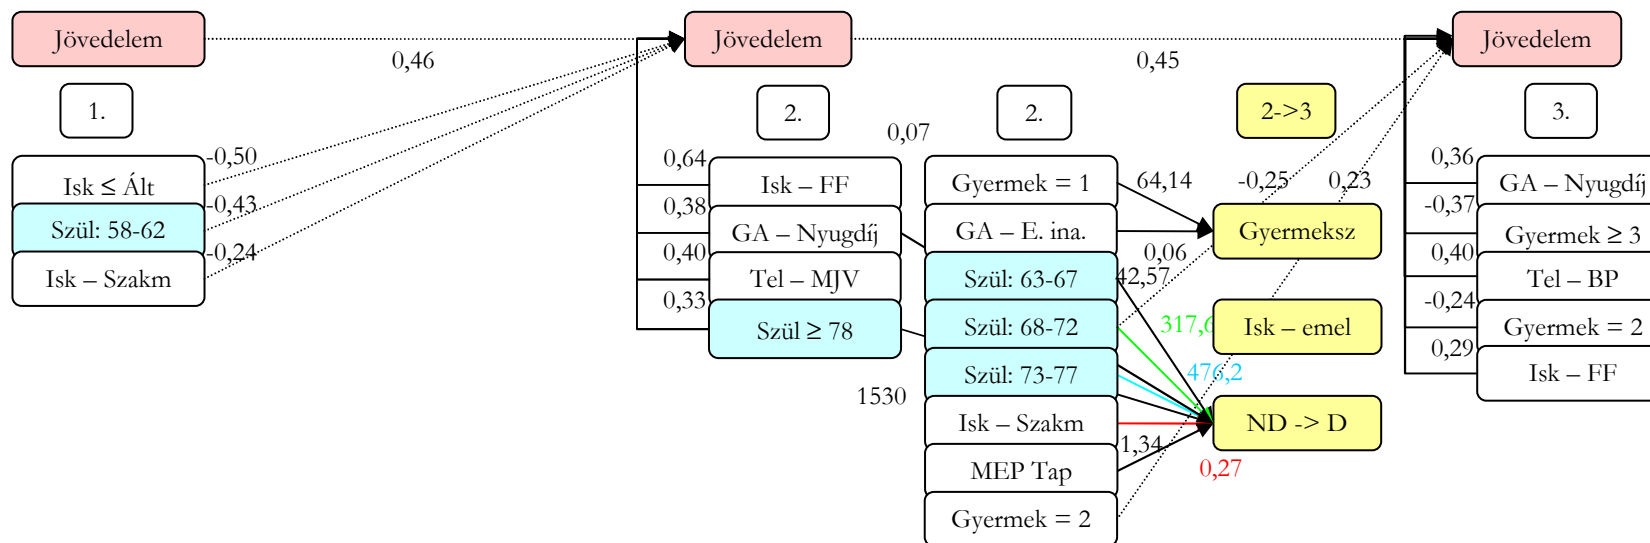 Jövedelem
Jövedelem
Jövedelem
0,46
0,45
1.
2.
2.
2->3
3.
0,07
-0,50
0,64
0,36
Isk ≤ Ált
Isk – FF
Gyermek = 1
64,14
-0,25
0,23
GA – Nyugdíj
-0,43
0,38
-0,37
Szül: 58-62
GA – Nyugdíj
GA – E. ina.
Gyermeksz
Gyermek ≥ 3
-0,24
0,40
0,06
0,40
Isk – Szakm
Tel – MJV
Szül: 63-67
42,57
Tel – BP
0,33
-0,24
Szül ≥ 78
Szül: 68-72
317,6
Isk – emel
Gyermek = 2
0,29
Szül: 73-77
476,2
Isk – FF
1530
Isk – Szakm
ND -> D
1,34
MEP Tap
0,27
Gyermek = 2